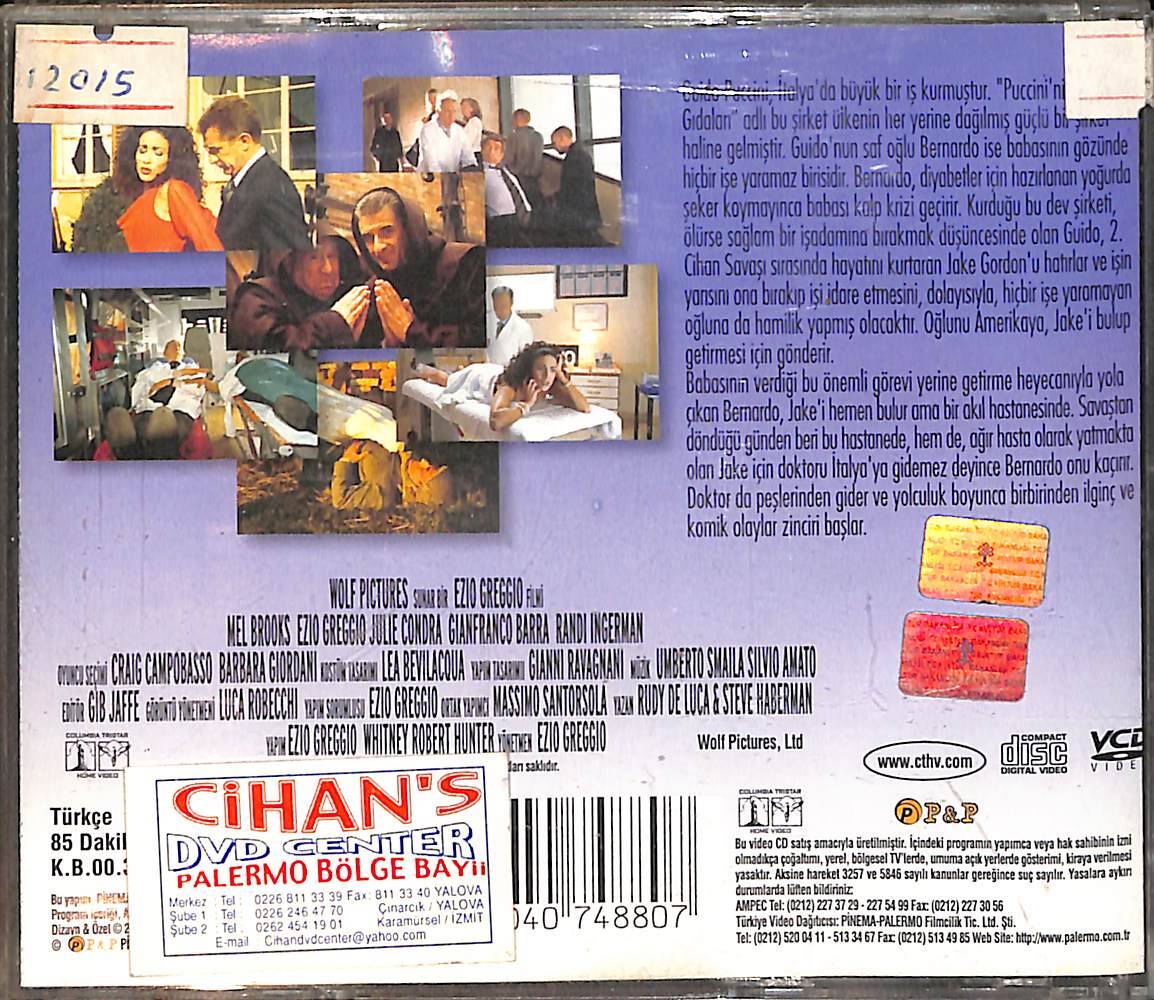 12015
Guido Puccini, İtalya'da büyük bir iş kurmuştur. "Puccini'ni
Gıdaları" adlı bu şirket ülkenin her yerine dağılmış güçlü bir şirket
haline gelmiştir. Guido'nun saf oğlu Bernardo ise babasının gözünde
hiçbir işe yaramaz birisidir. Bernardo, diyabetler için hazırlanan yoğurda
şeker koymayınca babası kalp krizi geçirir. Kurduğu bu dev şirketi,
ölürse sağlam bir işadamına bırakmak düşüncesinde olan Guido, 2.
Cihan Savaşı sırasında hayatını kurtaran Jake Gordon'u hatırlar ve işin
yarısını ona bırakıp işi idare etmesini, dolayısıyla, hiçbir işe yaramayan
oğluna da hamilik yapmış olacaktır. Oğlunu Amerikaya, Jake'i bulup
getirmesi için gönderir.
Babasının verdiği bu önemli görevi yerine getirme heyecanıyla yola
çıkan Bernardo, Jake'i hemen bulur ama bir akıl hastanesinde. Savaştan
döndüğü günden beri bu hastanede, hem de, ağır hasta olarak yatmakta
olan Jake için doktoru İtalya'ya gidemez deyince Bernardo onu kaçırır.
Doktor da peşlerinden gider ve yolculuk boyunca birbirinden ilginç ve
komik olaylar zinciri başlar.
WOLF PICTURES SUNAR BİR EZIO GREGGIO FİLMİ
MEL BROOKS EZIO GREGGIO JULIE CONDRA GIANFRANCO BARRA RANDI INGERMAN
OYUNCU SEÇİMİ CRAIG CAMPOBASSO BARBARA GIORDANI KOSTÜM TASARIMI LEA BEVILACQUA YAPIM TASARIMI GIANNI RAVAGNANI MÜZİK UMBERTO SMAILA SILVIO AMATO
EDİTÖR GIB JAFFE GÖRÜNTÜ YÖNETMENİ LUCA ROBECCHI YAPIM SORUMLUSU EZIO GREGGIO ORTAK YAPIMCI MASSIMO SANTORSOLA YAZAN RUDY DE LUCA & STEVE HABERMAN
YAPIM EZIO GREGGIO WHITNEY ROBERT HUNTER YÖNETMEN EZIO GREGGIO
Wolf Pictures, Ltd
COLUMBIA TRISTAR
HOME VIDEO
ları saklıdır.
www.cthv.com
COMPACT
disc
DIGITAL VIDEO
VCD
VIDE
Türkçe
85 Dakik
K.B.00.3
Bu yapım PİNEMA
Program içeriği, A
Dizayn & Özel © 2
© P & P Pİ
CiHAN'S
DVD CENTER
PALERMO BÖLGE BAYii
Merkez : Tel : 0226 811 33 39 Fax: 811 33 40 YALOVA
Şube 1 : Tel : 0226 246 47 70 Çınarcık / YALOVA
Şube 2 : Tel : 0262 454 19 01 Karamürsel / İZMİT
E-mail : Cihandvdcenter@yahoo.com
040 748807
COLUMBIA TRISTAR
HOME VIDEO
P P&P
Bu video CD satış amacıyla üretilmiştir. İçindeki programın yapımca veya hak sahibinin izni
olmadıkça çoğaltımı, yerel, bölgesel TV'lerde, umuma açık yerlerde gösterimi, kiraya verilmesi
yasaktır. Aksine hareket 3257 ve 5846 sayılı kanunlar gereğince suç sayılır. Yasalara aykırı
durumlarda lütfen bildiriniz:
AMPEC Tel: (0212) 227 37 29 - 227 54 99 Fax: (0212) 227 30 56
Türkiye Video Dağıtıcısı: PİNEMA-PALERMO Filmcilik Tic. Ltd. Şti.
Tel: (0212) 520 04 11 - 513 34 67 Fax: (0212) 513 49 85 Web Site: http://www.palermo.com.tr